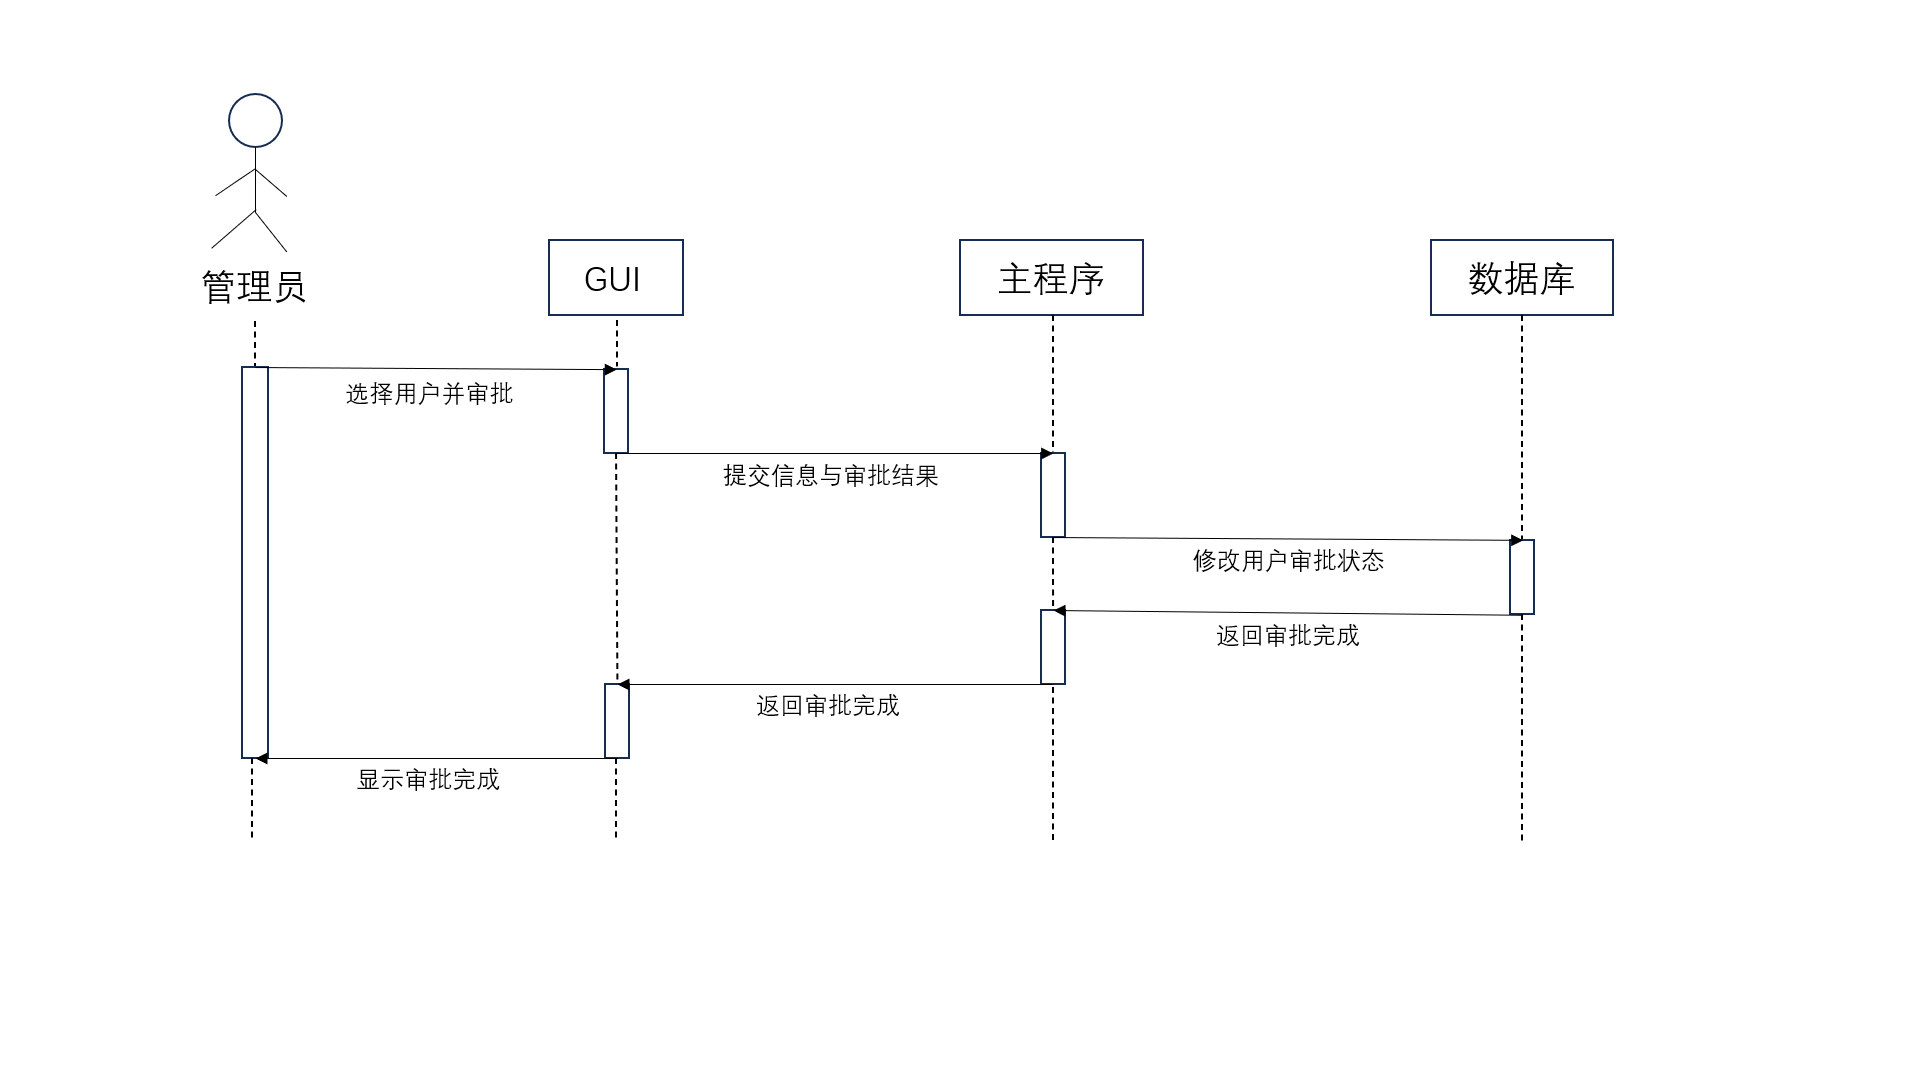 管理员
GUI
主程序
数据库
选择用户并审批
提交信息与审批结果
修改用户审批状态
返回审批完成
返回审批完成
显示审批完成